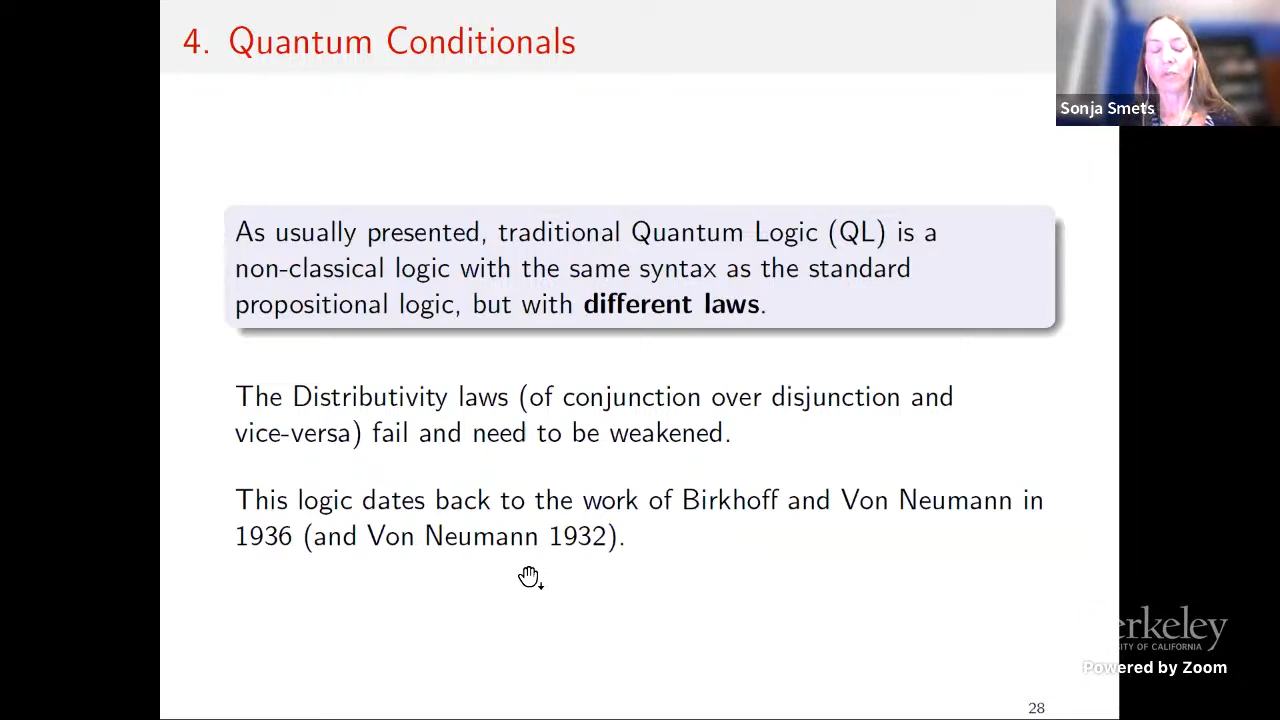 4. Quantum Conditionals
Sonja Smets
As usually presented, traditional Quantum Logic (QL) is a
non-classical logic with the same syntax as the standard
propositional logic, but with different laws.
The Distributivity laws (of conjunction over disjunction and
vice-versa) fail and need to be weakened.
This logic dates back to the work of Birkhoff and Von Neumann in
1936 (and Von Neumann 1932).
erkeley
SITY OF CALIFORNIA
Powered by Zoom
28